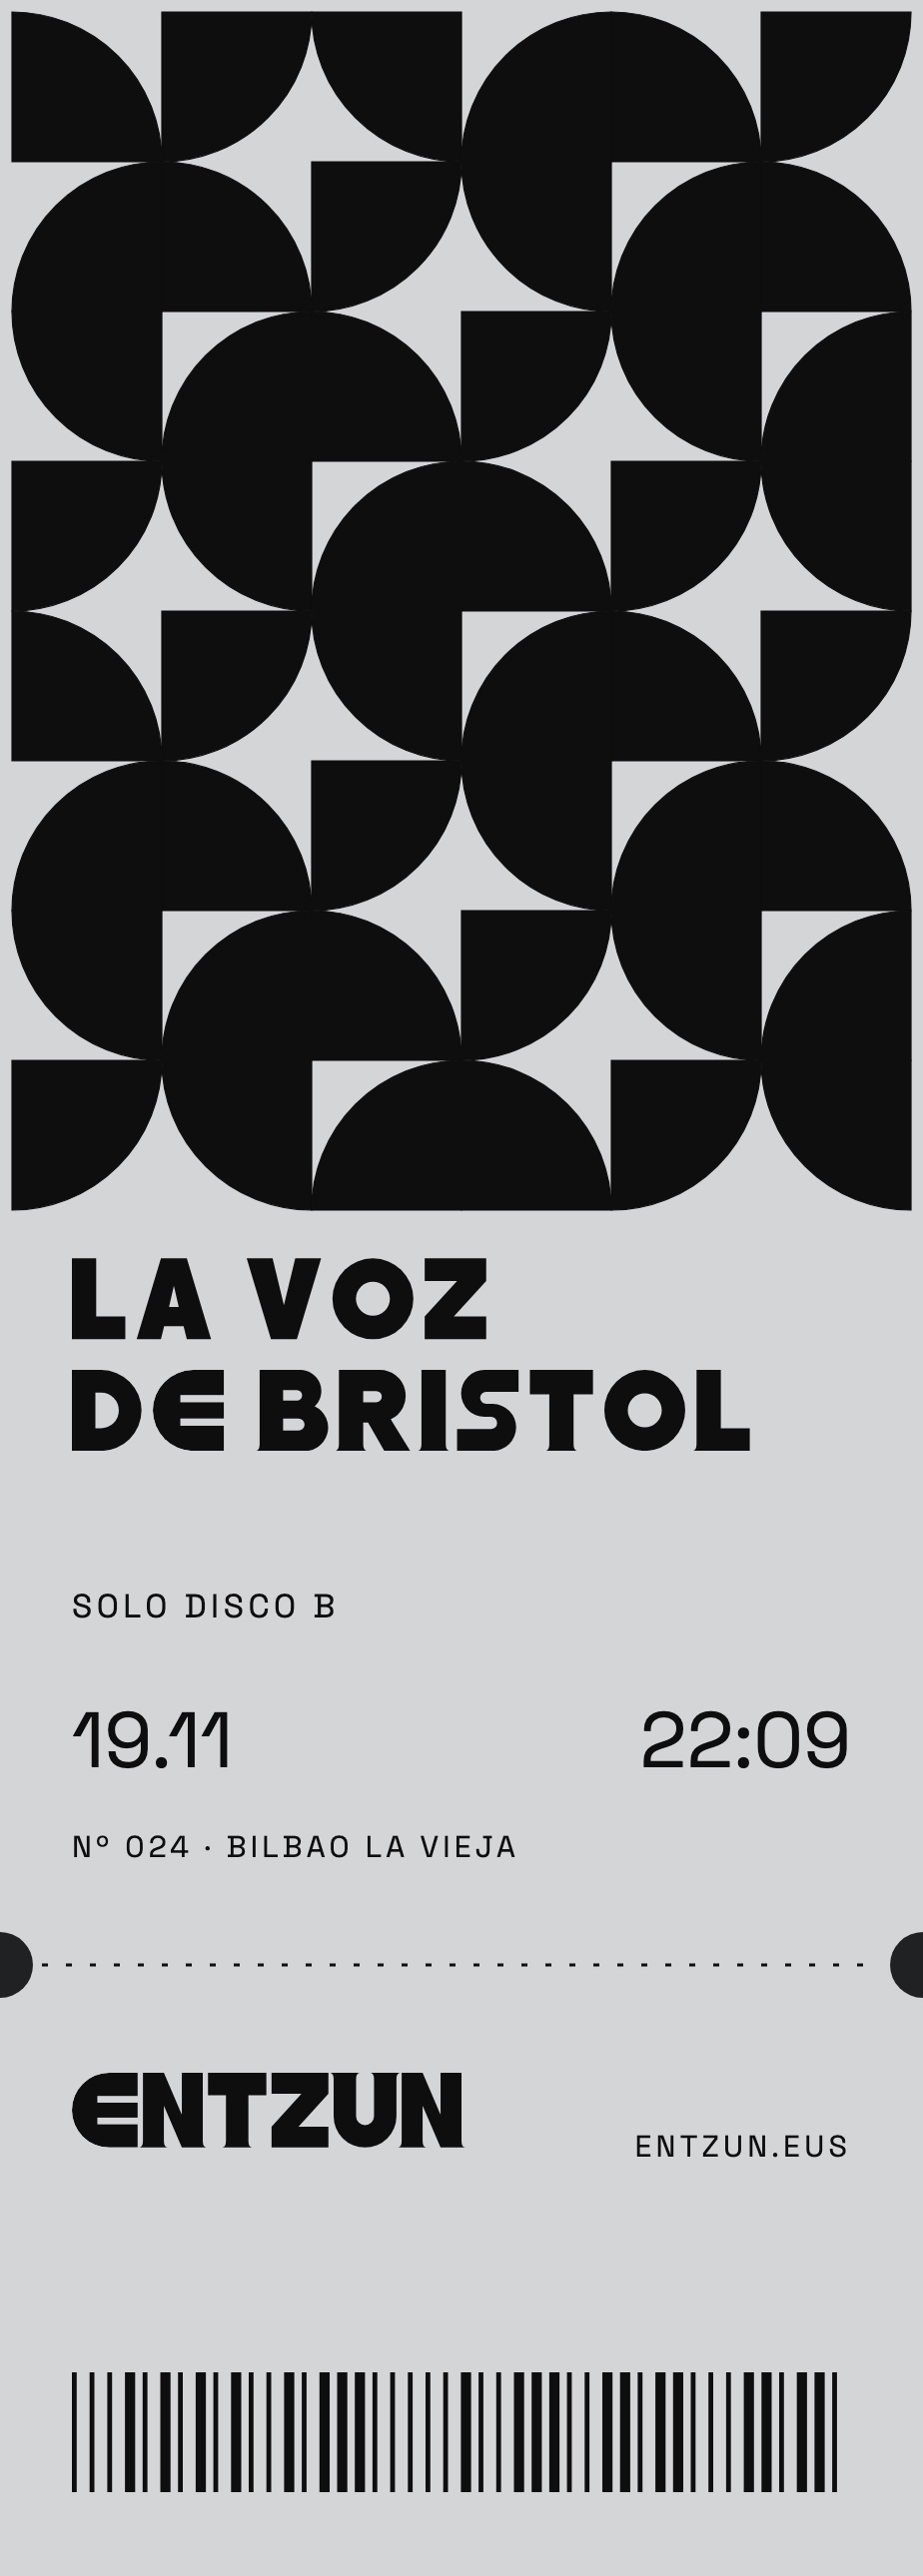 LA VOZ
DE BRISTOL
SOLO DISCO B
19.11 22:09
Nº 024 · BILBAO LA VIEJA
ENTZUN
ENTZUN.EUS